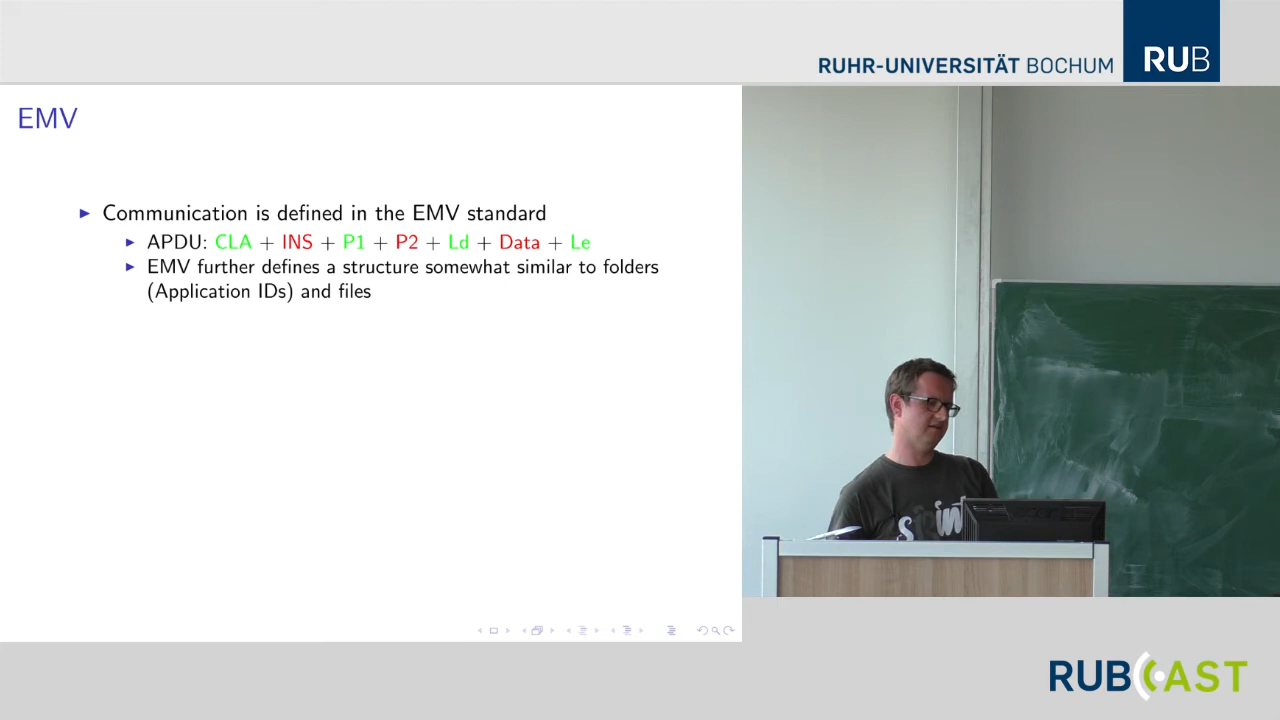 RUHR-UNIVERSITÄT BOCHUM
RUB
EMV
Communication is defined in the EMV standard
APDU: CLA + INS + P1 + P2 + Ld + Data + Le
EMV further defines a structure somewhat similar to folders
(Application IDs) and files
RUBCAST